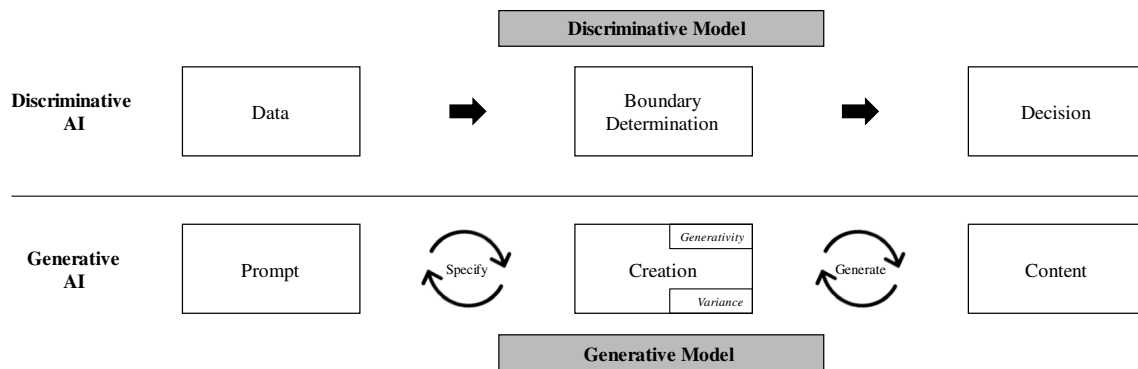 Discriminative Model
Discriminative
AI
Data
Boundary
Determination
Decision
Generative
AI
Prompt
Specify
Generativity
Creation
Variance
Generate
Content
Generative Model